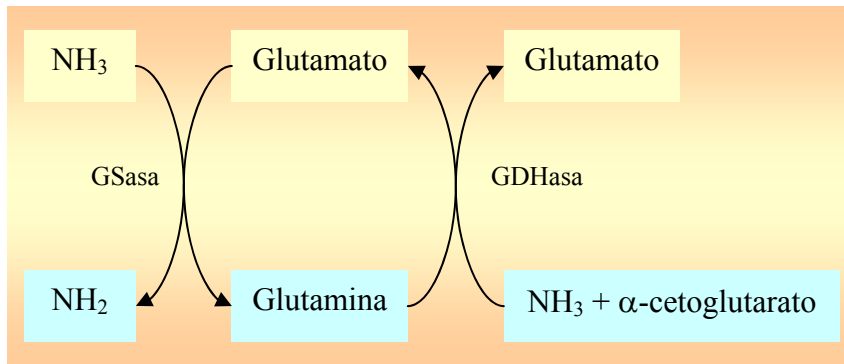 NH₃ Glutamato Glutamato
GSasa GDHasa
NH₂ Glutamina NH₃ + α-cetoglutarato